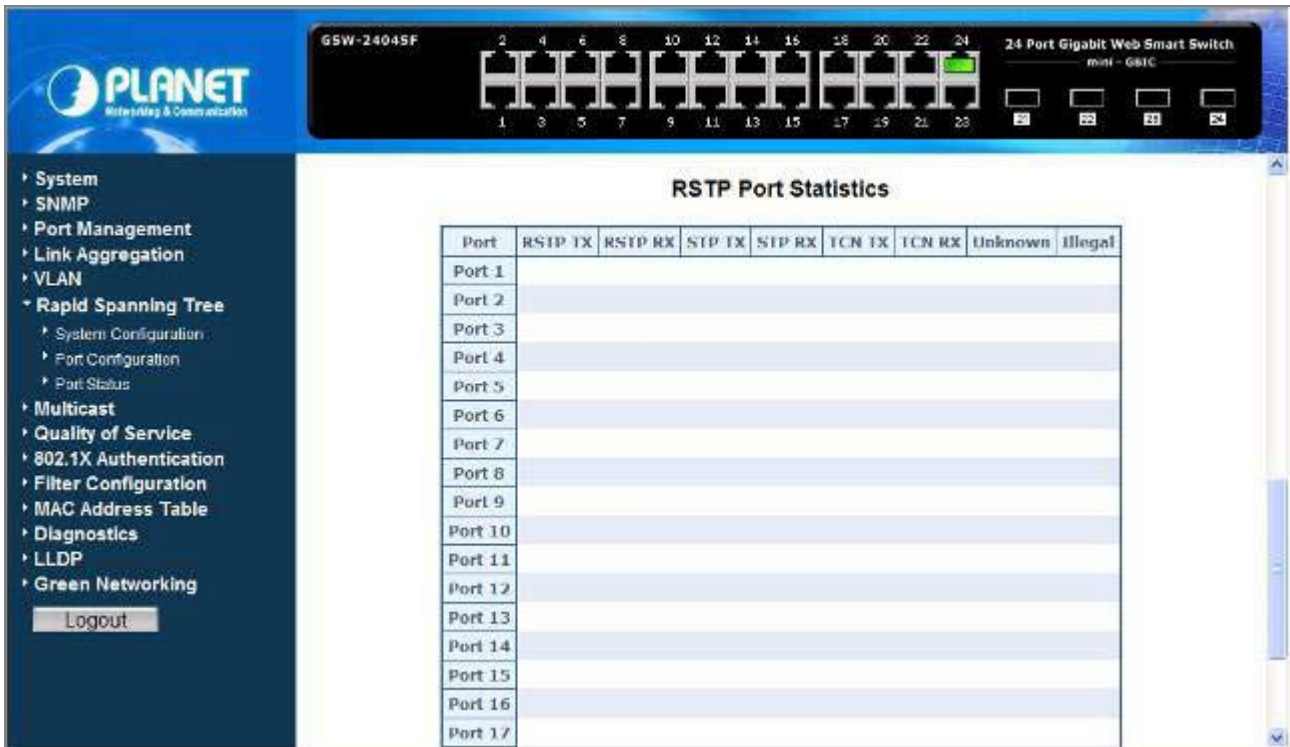 PLANET
Networking & Communication
GSW-2404SF
2 4 6 8 10 12 14 16 18 20 22 24
1 3 5 7 9 11 13 15 17 19 21 23
24 Port Gigabit Web Smart Switch
mini - GBIC
21 22 23 24
System
SNMP
Port Management
Link Aggregation
VLAN
Rapid Spanning Tree
System Configuration
Port Configuration
Port Status
Multicast
Quality of Service
802.1X Authentication
Filter Configuration
MAC Address Table
Diagnostics
LLDP
Green Networking
Logout
RSTP Port Statistics
Port RSTP TX RSTP RX STP TX STP RX TCN TX TCN RX Unknown Illegal
Port 1
Port 2
Port 3
Port 4
Port 5
Port 6
Port 7
Port 8
Port 9
Port 10
Port 11
Port 12
Port 13
Port 14
Port 15
Port 16
Port 17